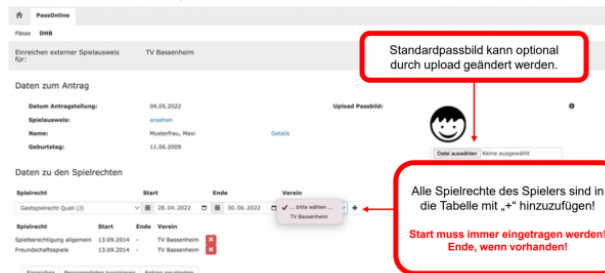 PassOnline
Pässe DHB
Einreichen externer Spielausweis für: TV Bassenheim
Standardpassbild kann optional
durch upload geändert werden.
Daten zum Antrag
Datum Antragstellung: 04.05.2022 Upload Passbild:
Spielausweis: ansehen
Name: Musterfrau, Maxi Details
Geburtstag: 11.06.2009
Datei auswählen Keine ausgewählt
Daten zu den Spielrechten
Spielrecht Start Ende Verein
Gastspielrecht Quali (J) 28.04.2022 30.06.2022 ✓ ... bitte wählen ... +
TV Bassenheim
Spielrecht Start Ende Verein
Spielberechtigung allgemein 13.09.2014 - TV Bassenheim
Freundschaftsspiele 13.09.2014 - TV Bassenheim
Alle Spielrechte des Spielers sind in
die Tabelle mit „+“ hinzuzufügen!
Start muss immer eingetragen werden!
Ende, wenn vorhanden!